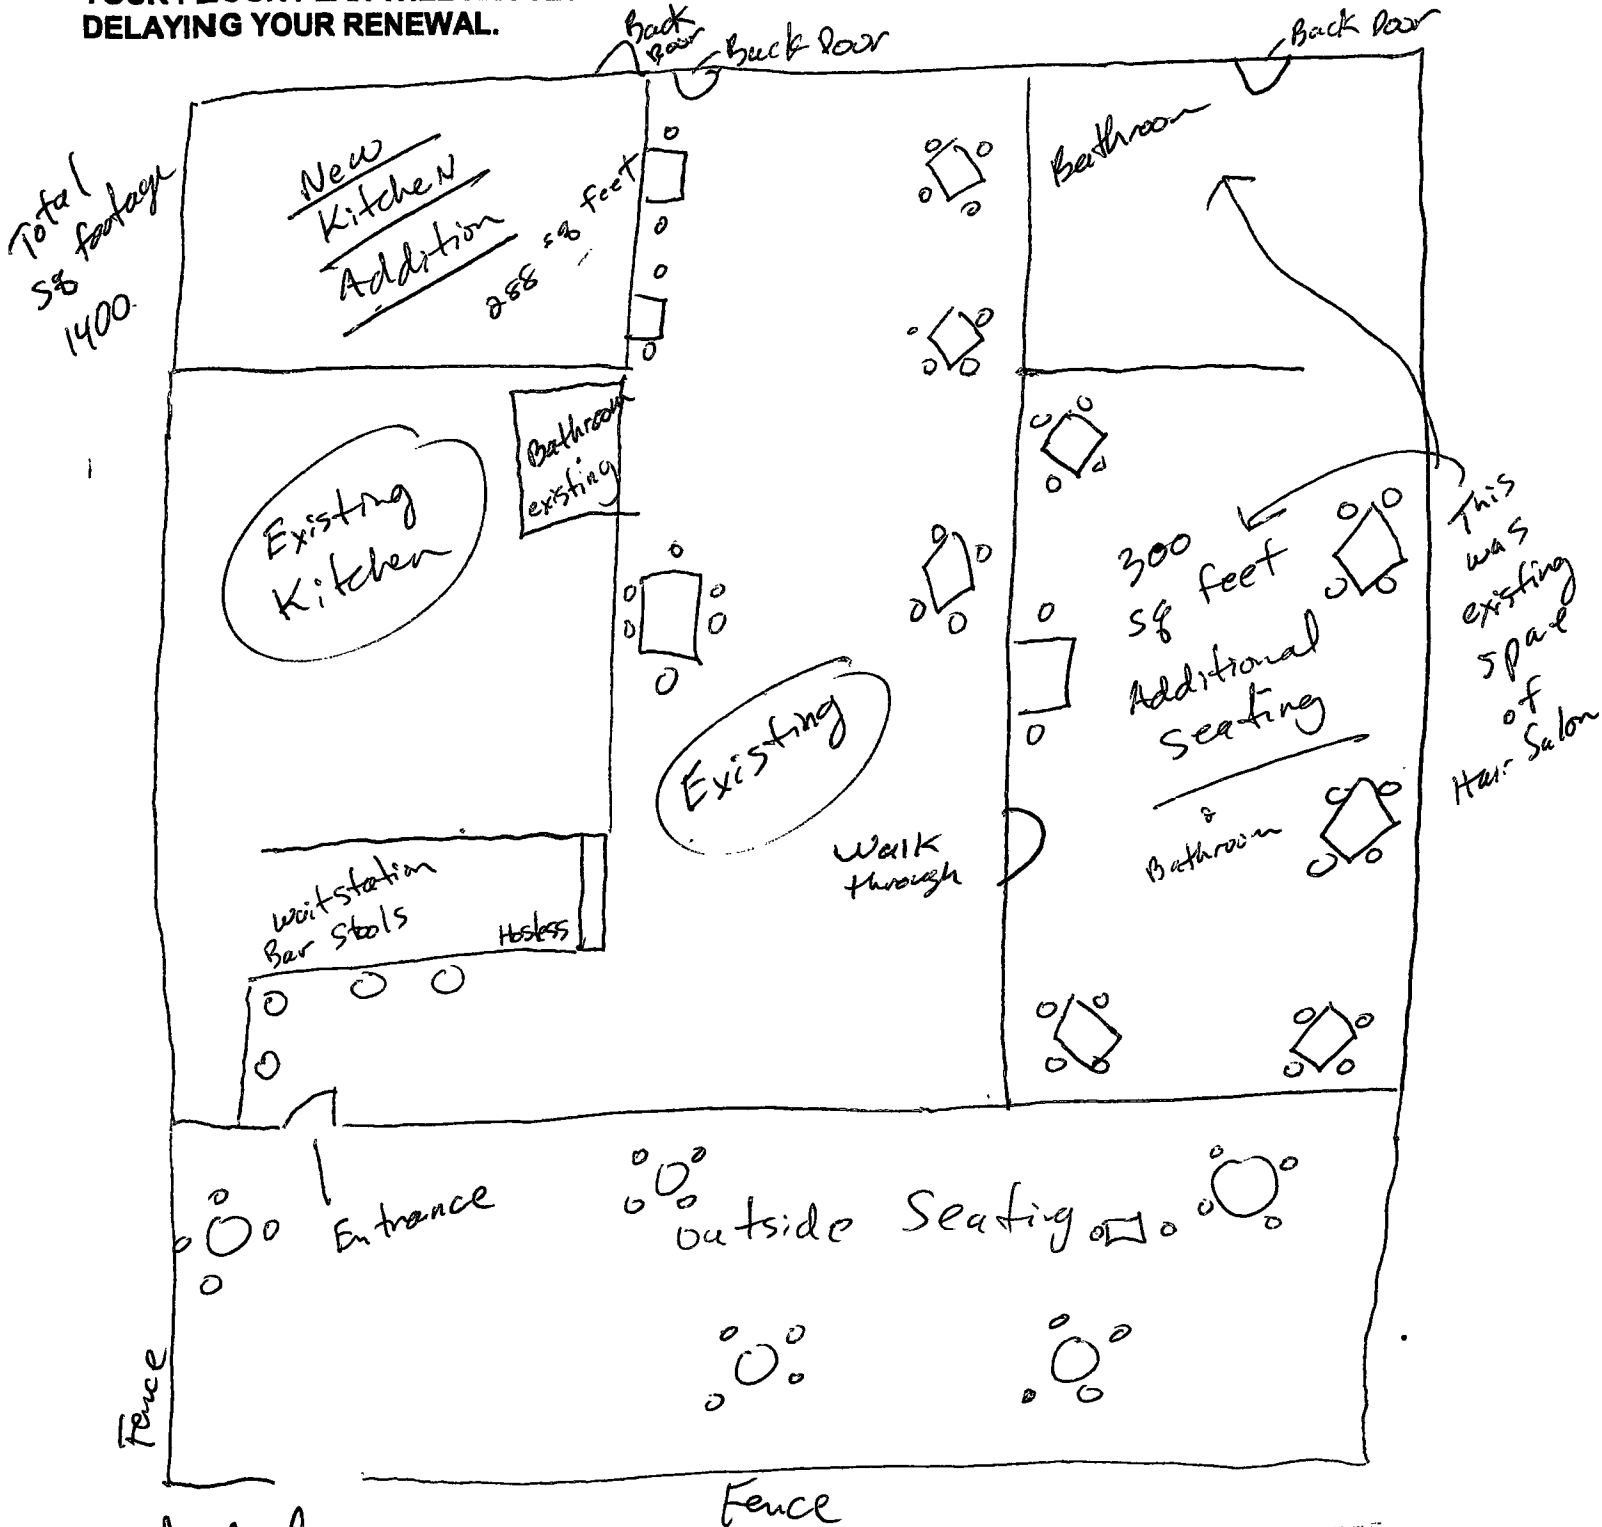 DELAYING YOUR RENEWAL.
Back
Door
Back Door
Back Door
Total
sq footage
1400.
New
Kitchen
Addition
288 sq feet
Bathroom
Bathroom
existing
Existing
Kitchen
300
sq feet
Additional
Seating
2
Bathroom
This
was
existing
space
of
Hair Salon
Existing
Walk
through
waitstation
Bar Stools
Hostess
Entrance
outside Seating
Fence
Fence